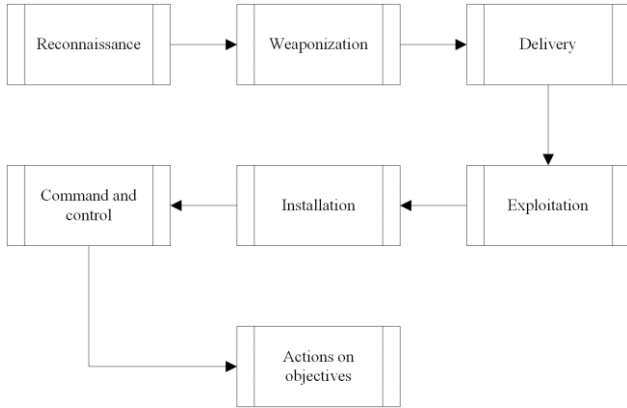 Reconnaissance
Weaponization
Delivery
Command and
control
Installation
Exploitation
Actions on
objectives